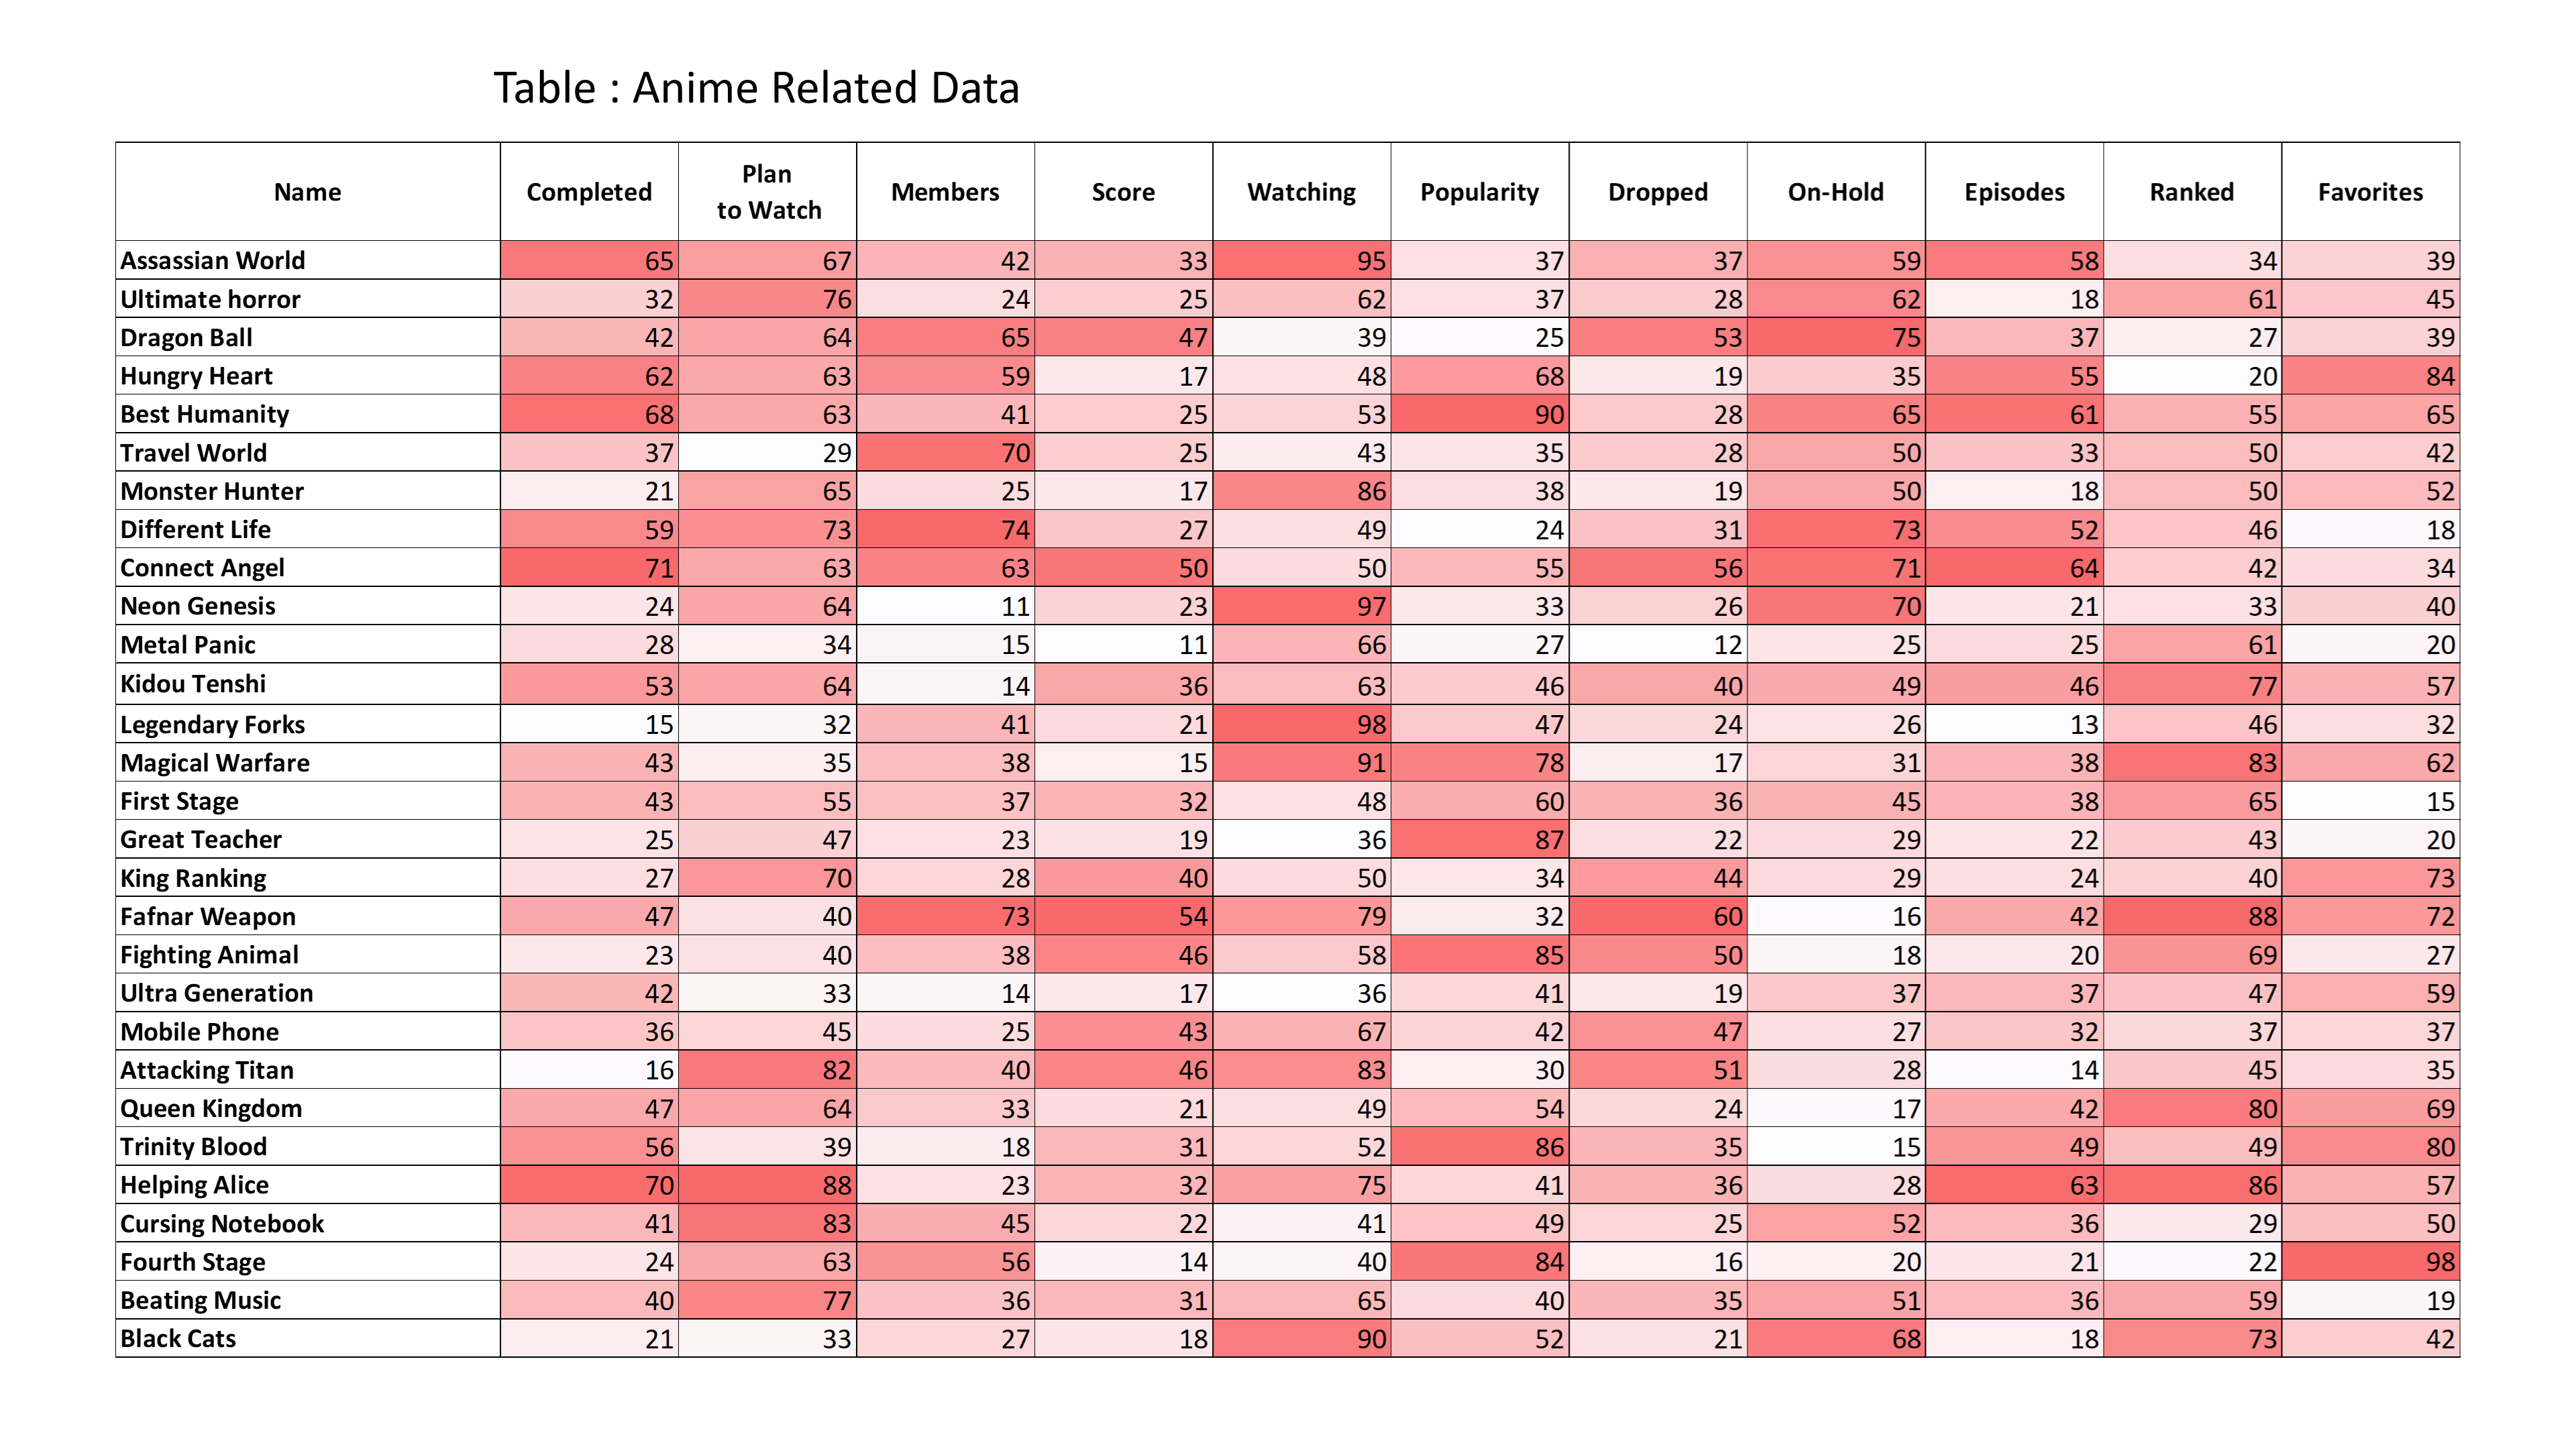 Table : Anime Related Data
Name Completed Plan to Watch Members Score Watching Popularity Dropped On-Hold Episodes Ranked Favorites
Assassian World 65 67 42 33 95 37 37 59 58 34 39
Ultimate horror 32 76 24 25 62 37 28 62 18 61 45
Dragon Ball 42 64 65 47 39 25 53 75 37 27 39
Hungry Heart 62 63 59 17 48 68 19 35 55 20 84
Best Humanity 68 63 41 25 53 90 28 65 61 55 65
Travel World 37 29 70 25 43 35 28 50 33 50 42
Monster Hunter 21 65 25 17 86 38 19 50 18 50 52
Different Life 59 73 74 27 49 24 31 73 52 46 18
Connect Angel 71 63 63 50 50 55 56 71 64 42 34
Neon Genesis 24 64 11 23 97 33 26 70 21 33 40
Metal Panic 28 34 15 11 66 27 12 25 25 61 20
Kidou Tenshi 53 64 14 36 63 46 40 49 46 77 57
Legendary Forks 15 32 41 21 98 47 24 26 13 46 32
Magical Warfare 43 35 38 15 91 78 17 31 38 83 62
First Stage 43 55 37 32 48 60 36 45 38 65 15
Great Teacher 25 47 23 19 36 87 22 29 22 43 20
King Ranking 27 70 28 40 50 34 44 29 24 40 73
Fafnar Weapon 47 40 73 54 79 32 60 16 42 88 72
Fighting Animal 23 40 38 46 58 85 50 18 20 69 27
Ultra Generation 42 33 14 17 36 41 19 37 37 47 59
Mobile Phone 36 45 25 43 67 42 47 27 32 37 37
Attacking Titan 16 82 40 46 83 30 51 28 14 45 35
Queen Kingdom 47 64 33 21 49 54 24 17 42 80 69
Trinity Blood 56 39 18 31 52 86 35 15 49 49 80
Helping Alice 70 88 23 32 75 41 36 28 63 86 57
Cursing Notebook 41 83 45 22 41 49 25 52 36 29 50
Fourth Stage 24 63 56 14 40 84 16 20 21 22 98
Beating Music 40 77 36 31 65 40 35 51 36 59 19
Black Cats 21 33 27 18 90 52 21 68 18 73 42